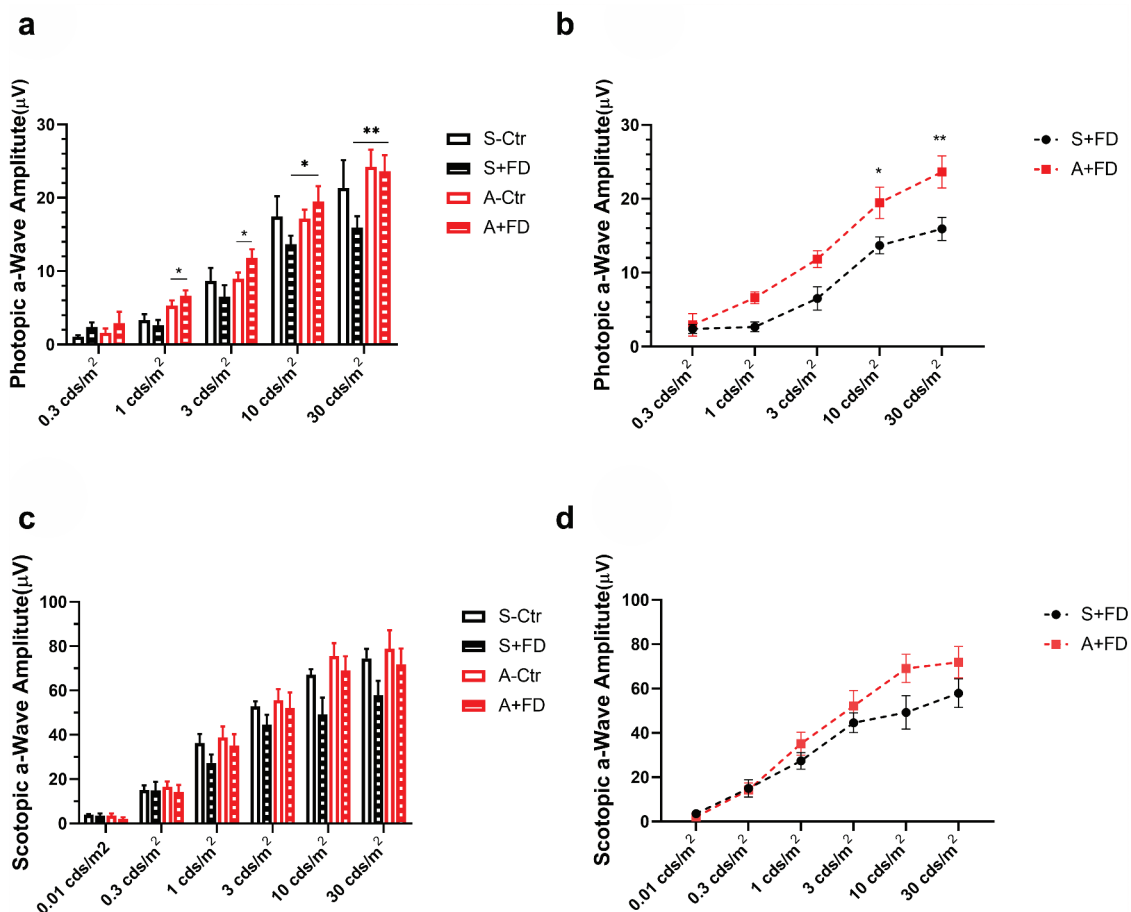 a
Photopic a-Wave Amplitude(μV)
30
20
10
0
*
*
*
**
S-Ctr
S+FD
A-Ctr
A+FD
0.3 cds/m²
1 cds/m²
3 cds/m²
10 cds/m²
30 cds/m²
b
Photopic a-Wave Amplitude(μV)
30
20
10
0
*
**
S+FD
A+FD
0.3 cds/m²
1 cds/m²
3 cds/m²
10 cds/m²
30 cds/m²
c
Scotopic a-Wave Amplitude(μV)
100
80
60
40
20
0
S-Ctr
S+FD
A-Ctr
A+FD
0.01 cds/m2
0.3 cds/m²
1 cds/m²
3 cds/m²
10 cds/m²
30 cds/m²
d
Scotopic a-Wave Amplitude(μV)
100
80
60
40
20
0
S+FD
A+FD
0.01 cds/m²
0.3 cds/m²
1 cds/m²
3 cds/m²
10 cds/m²
30 cds/m²